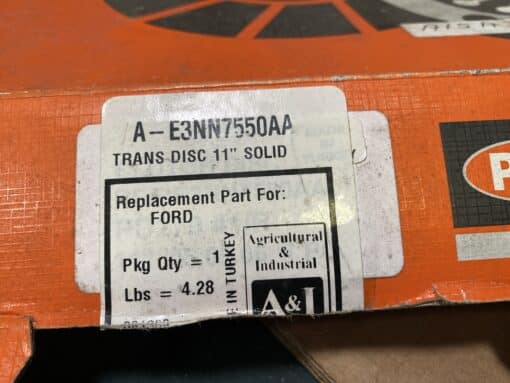 A-E3NN7550AA
TRANS DISC 11" SOLID
Replacement Part For:
FORD
Pkg Qty = 1
Lbs = 4.28
E IN TURKEY
Agricultural
&
Industrial
A&I